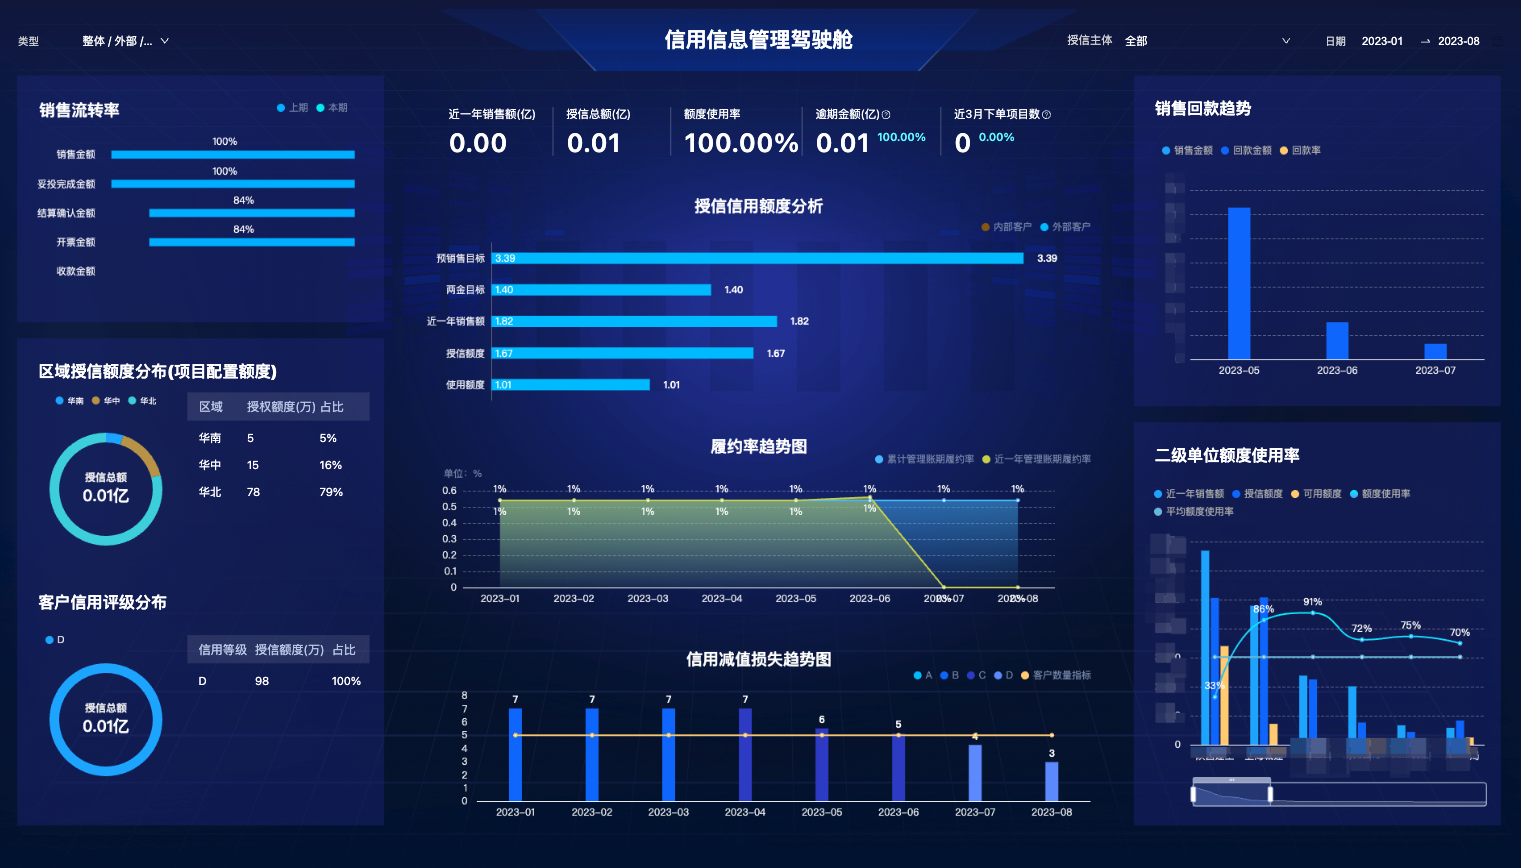 信用信息管理驾驶舱
类型 整体 / 外部 /...
授信主体 全部 日期 2023-01 → 2023-08
销售流转率
上期 本期
100%
销售金额
100%
妥投完成金额
84%
结算确认金额
84%
开票金额
收款金额
区域授信额度分布(项目配置额度)
华南 华中 华北
授信总额
0.01亿
区域 授权额度(万) 占比
华南 5 5%
华中 15 16%
华北 78 79%
客户信用评级分布
D
授信总额
0.01亿
信用等级 授信额度(万) 占比
D 98 100%
近一年销售额(亿) 授信总额(亿) 额度使用率 逾期金额(亿) 近3月下单项目数
0.00 0.01 100.00% 0.01 100.00% 0 0.00%
授信信用额度分析
内部客户 外部客户
预销售目标 3.39 3.39
两金目标 1.40 1.40
近一年销售额 1.82 1.82
授信额度 1.67 1.67
使用额度 1.01 1.01
履约率趋势图
累计管理账期履约率 近一年管理账期履约率
单位：%
0.6
0.5
0.4
0.3
0.2
0.1
0
1% 1% 1% 1% 1% 1% 1% 1%
1% 1% 1% 1% 1% 1% 0% 0%
2023-01 2023-02 2023-03 2023-04 2023-05 2023-06 2023-07 2023-08
信用减值损失趋势图
A B C D 客户数量指标
8
7
6
5
4
3
2
1
0
7 7 7 7 6 5 4 3
2023-01 2023-02 2023-03 2023-04 2023-05 2023-06 2023-07 2023-08
销售回款趋势
销售金额 回款金额 回款率
2023-05 2023-06 2023-07
二级单位额度使用率
近一年销售额 授信额度 可用额度 额度使用率
平均额度使用率
33% 86% 91% 72% 75% 70%
0